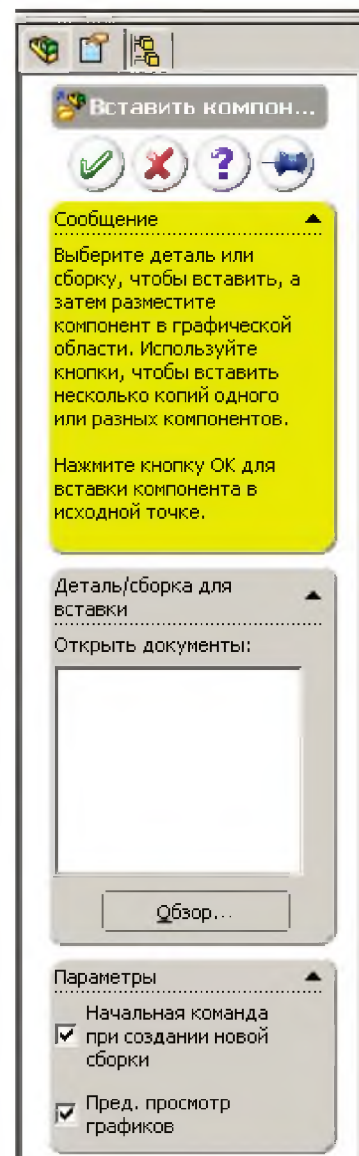 Вставить компон...
?
Сообщение
Выберите деталь или
сборку, чтобы вставить, а
затем разместите
компонент в графической
области. Используйте
кнопки, чтобы вставить
несколько копий одного
или разных компонентов.
Нажмите кнопку ОК для
вставки компонента в
исходной точке.
Деталь/сборка для
вставки
Открыть документы:
Обзор...
Параметры
Начальная команда
при создании новой
сборки
Пред. просмотр
графиков